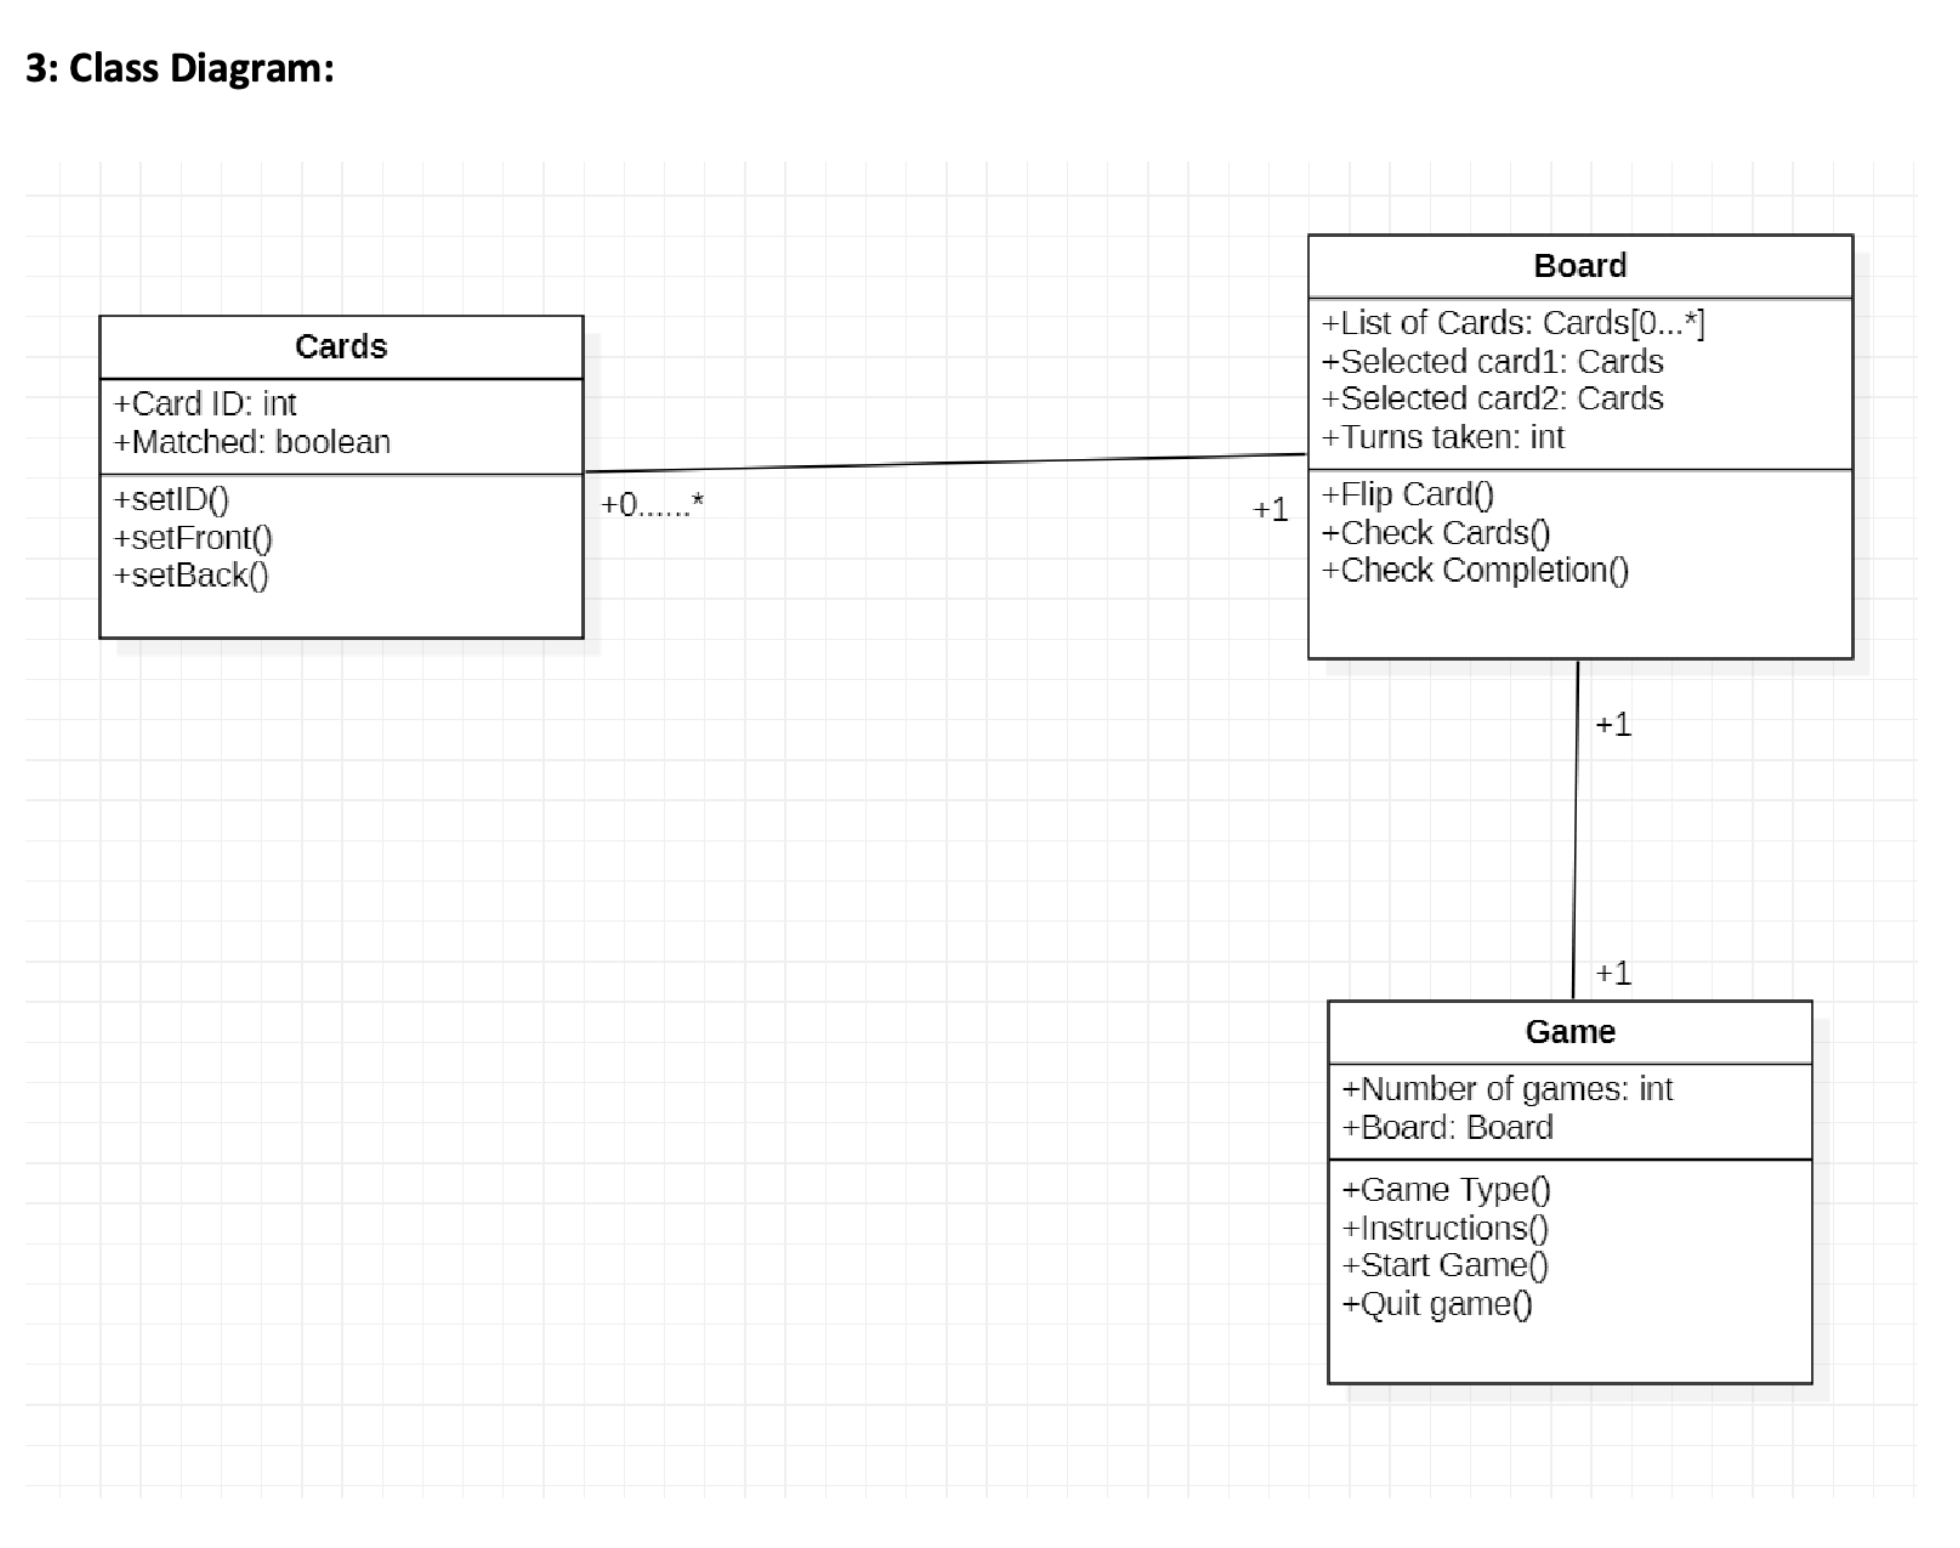 3: Class Diagram:
Cards
+Card ID: int
+Matched: boolean
+setID()
+setFront()
+setBack()
+0......*
+1
Board
+List of Cards: Cards[0...*]
+Selected card1: Cards
+Selected card2: Cards
+Turns taken: int
+Flip Card()
+Check Cards()
+Check Completion()
+1
+1
Game
+Number of games: int
+Board: Board
+Game Type()
+Instructions()
+Start Game()
+Quit game()